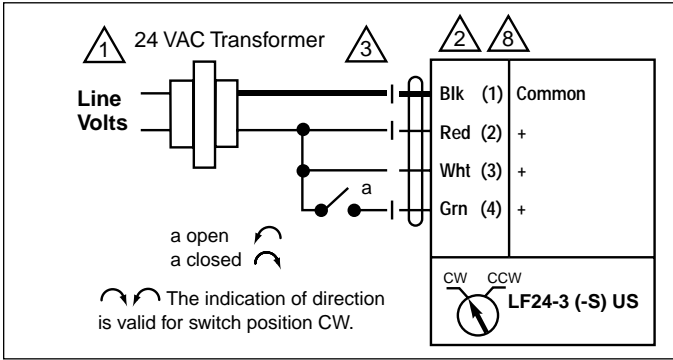 1 24 VAC Transformer 3 2 8
Line
Volts
Blk (1) Common
Red (2) +
Wht (3) +
a
Grn (4) +
a open
a closed
CW CCW
The indication of direction
is valid for switch position CW.
LF24-3 (-S) US